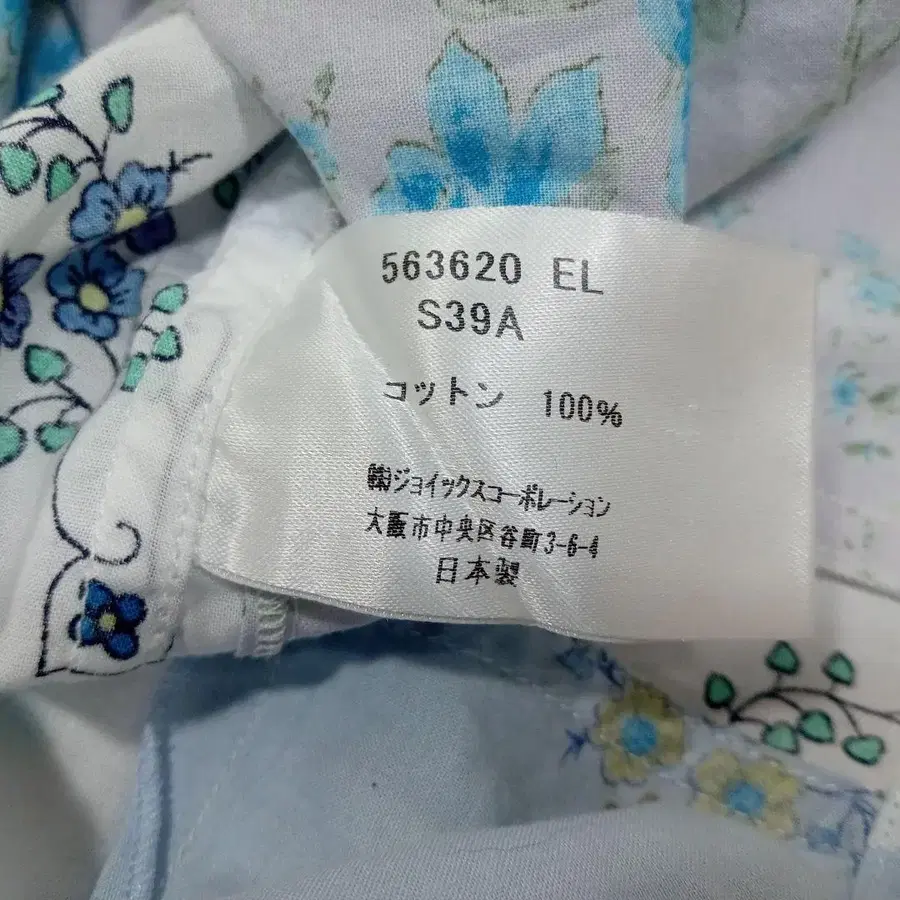 563620 EL
S39A
コットン 100%
㈱ジョイックスコーポレーション
大阪市中央区谷町3-6-4
日本製